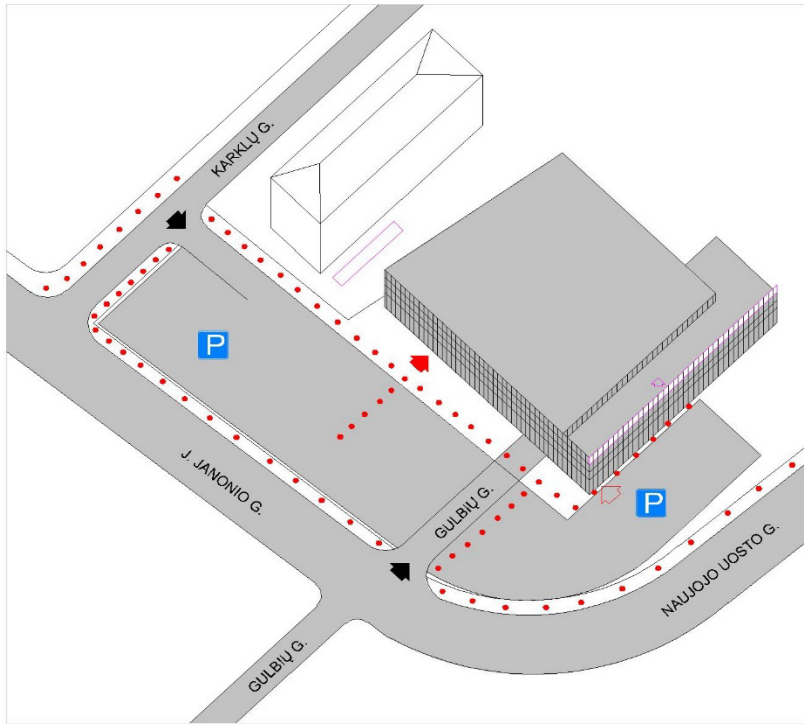 KARKLŲ G.
P
J. JANONIO G.
GULBIŲ G.
P
NAUJOJO UOSTO G.
GULBIŲ G.